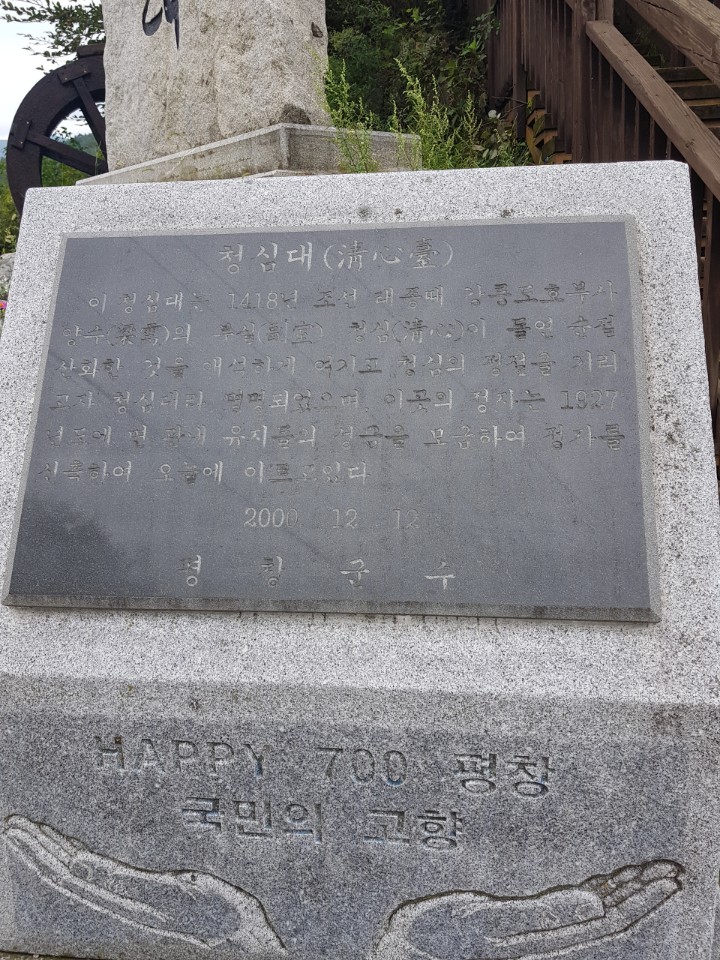 청심대(淸心臺)
이 청심대는 1418년 조선 태종때 강릉도호부사
양수(梁需)의 부실(副室) 청심(淸心)이 돌연 순절
산화한 것을 애석하게 여기고 청심의 정절을 기리
고자 청심대라 명명되었으며, 이곳의 정자는 1927
년도에 면 관내 유지들의 성금을 모금하여 정자를
신축하여 오늘에 이르고있다
2000. 12. 12
평 창 군 수
HAPPY 700 평창
국민의 고향